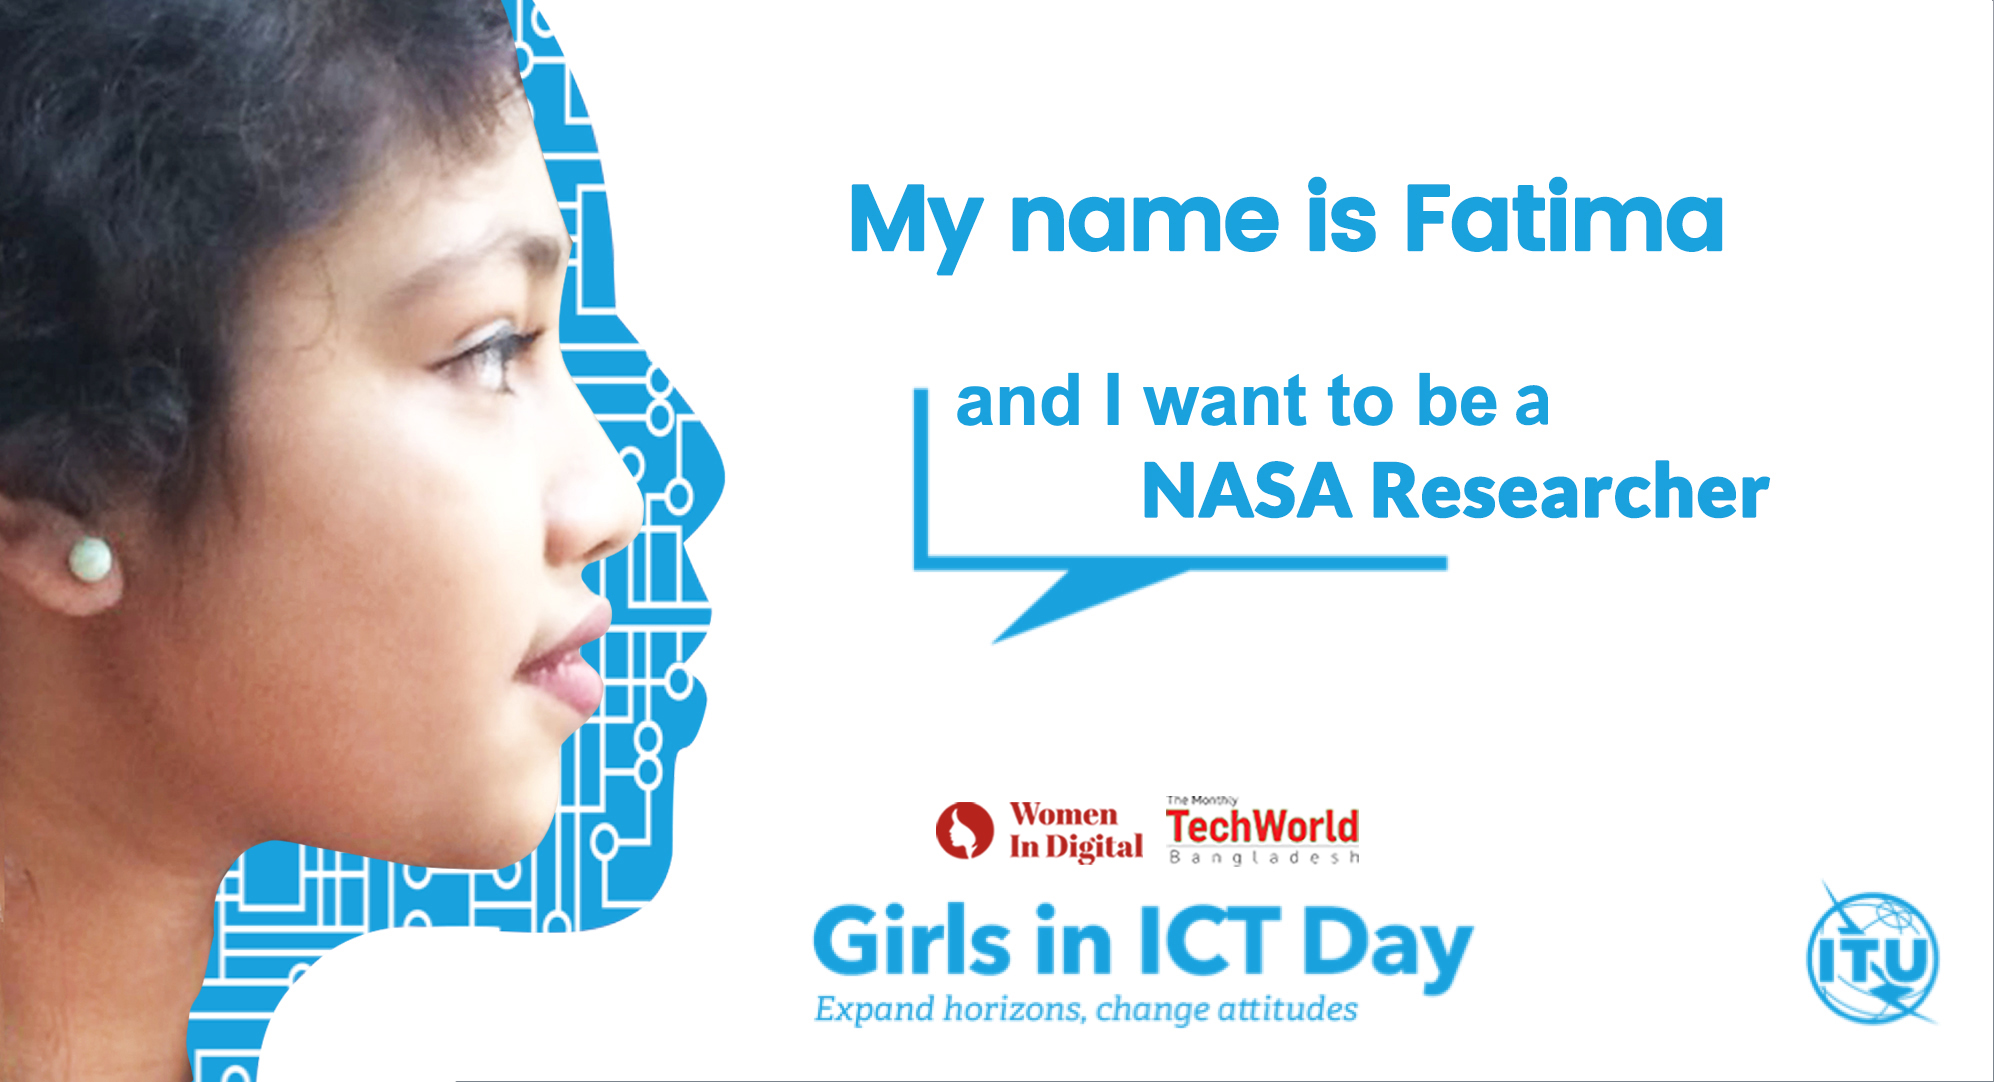 My name is Fatima
and I want to be a
NASA Researcher
Women
In Digital
The Monthly
TechWorld
Bangladesh
Girls in ICT Day
Expand horizons, change attitudes
ITU